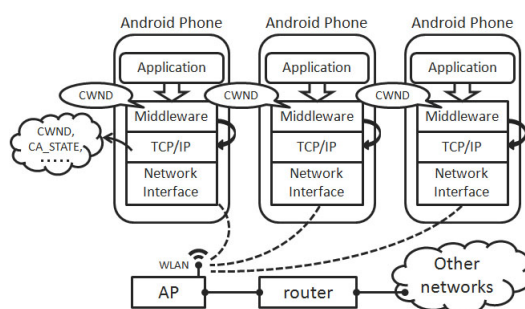 Android Phone Android Phone Android Phone
Application Application Application
CWND CWND CWND
Middleware Middleware Middleware
CWND,
CA_STATE,
......
TCP/IP TCP/IP TCP/IP
Network Network Network
Interface Interface Interface
WLAN
AP router Other
networks